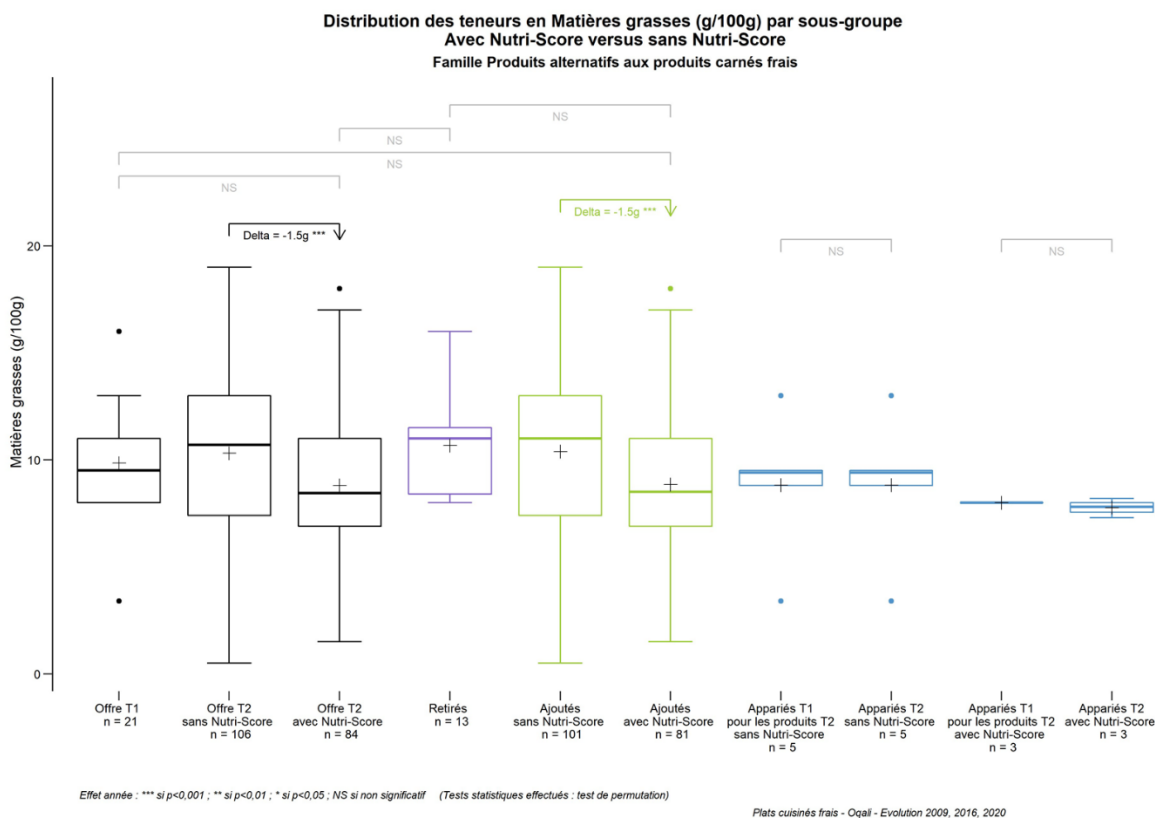 Distribution des teneurs en Matières grasses (g/100g) par sous-groupe
Avec Nutri-Score versus sans Nutri-Score
Famille Produits alternatifs aux produits carnés frais
NS
NS
NS
NS
Delta = -1.5g ***
Delta = -1.5g ***
NS
NS
Matières grasses (g/100g)
20
10
0
Offre T1
n = 21
Offre T2
sans Nutri-Score
n = 106
Offre T2
avec Nutri-Score
n = 84
Retirés
n = 13
Ajoutés
sans Nutri-Score
n = 101
Ajoutés
avec Nutri-Score
n = 81
Appariés T1
pour les produits T2
sans Nutri-Score
n = 5
Appariés T2
sans Nutri-Score
n = 5
Appariés T1
pour les produits T2
avec Nutri-Score
n = 3
Appariés T2
avec Nutri-Score
n = 3
Effet année : *** si p<0,001 ; ** si p<0,01 ; * si p<0,05 ; NS si non significatif (Tests statistiques effectués : test de permutation)
Plats cuisinés frais - Oqali - Evolution 2009, 2016, 2020